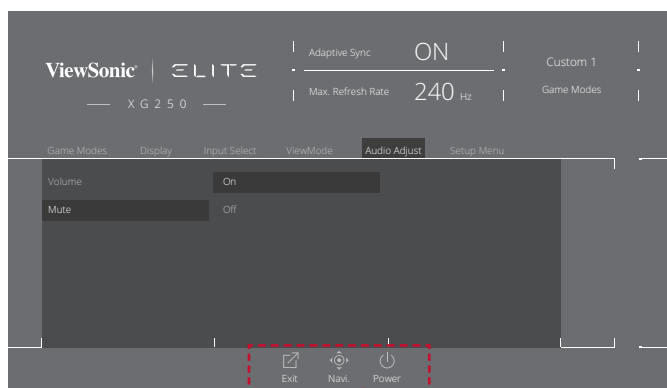 ViewSonic ELITE
XG250
Adaptive Sync ON
Max. Refresh Rate 240 Hz
Custom 1
Game Modes
Game Modes Display Input Select ViewMode Audio Adjust Setup Menu
Volume On
Mute Off
Exit Navi. Power